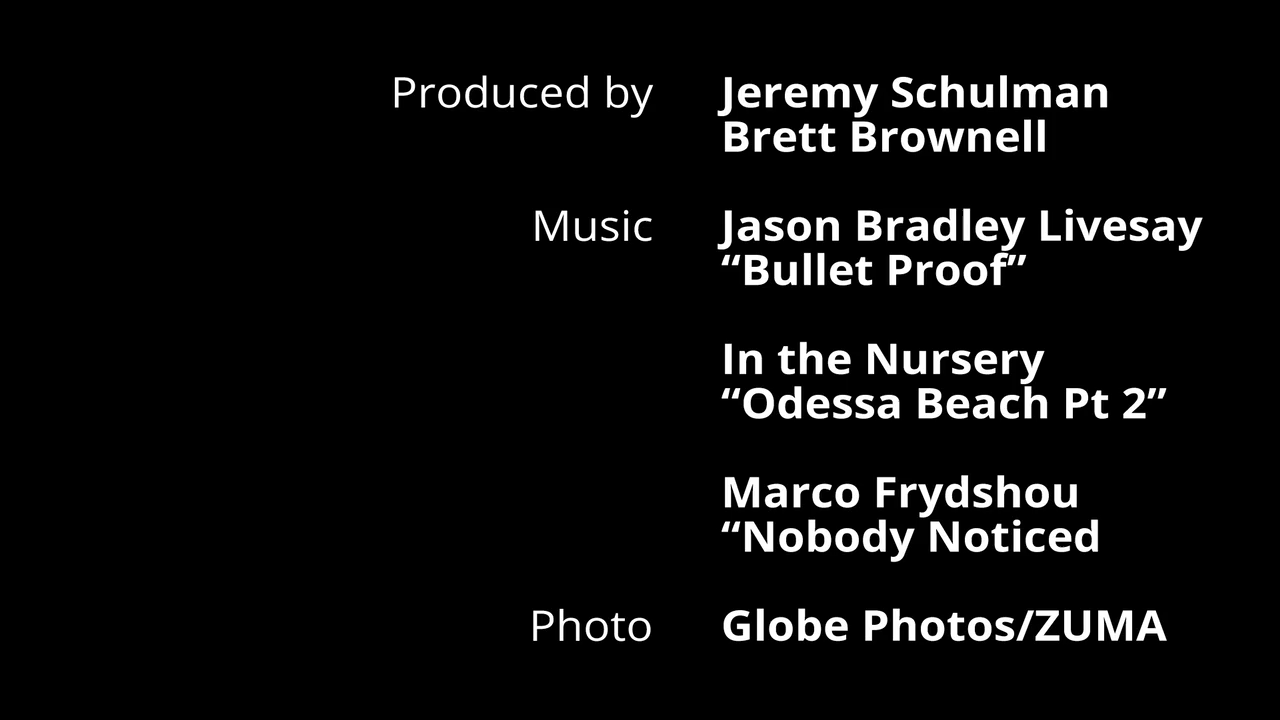 Produced by Jeremy Schulman
Brett Brownell
Music Jason Bradley Livesay
“Bullet Proof”
In the Nursery
“Odessa Beach Pt 2”
Marco Frydshou
“Nobody Noticed
Photo Globe Photos/ZUMA